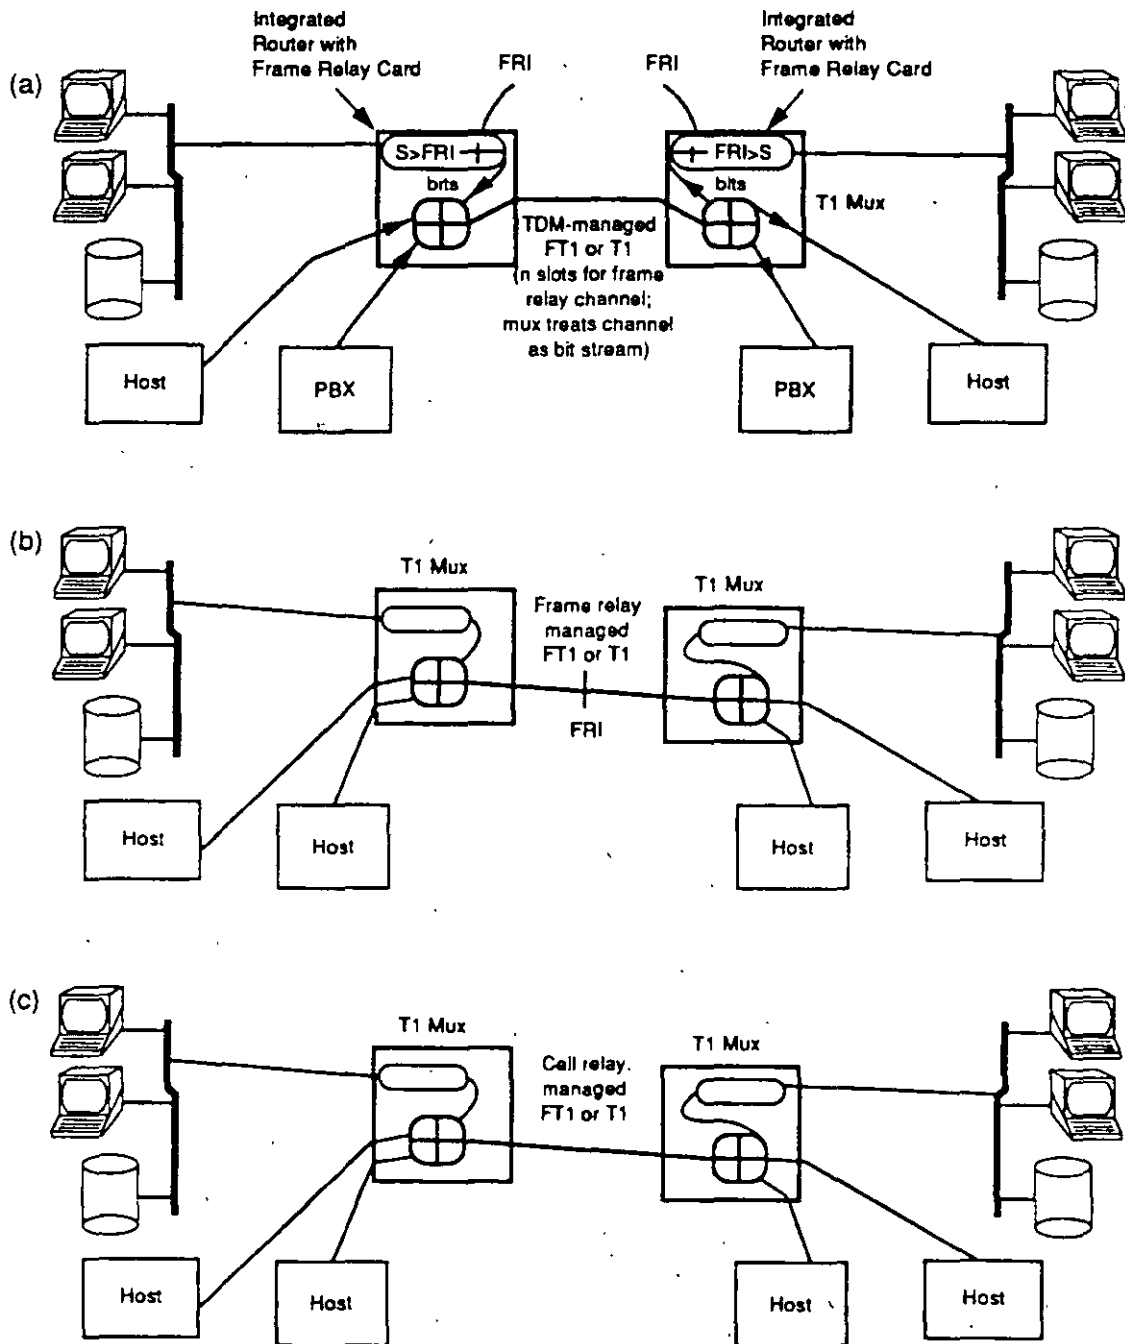 (a)
Integrated
Router with
Frame Relay Card
FRI
FRI
Integrated
Router with
Frame Relay Card
S>FRI
FRI>S
bits
bits
T1 Mux
TDM-managed
FT1 or T1
(n slots for frame
relay channel;
mux treats channel
as bit stream)
Host
PBX
PBX
Host
(b)
T1 Mux
T1 Mux
Frame relay
managed
FT1 or T1
FRI
Host
Host
Host
Host
(c)
T1 Mux
T1 Mux
Cell relay.
managed
FT1 or T1
Host
Host
Host
Host